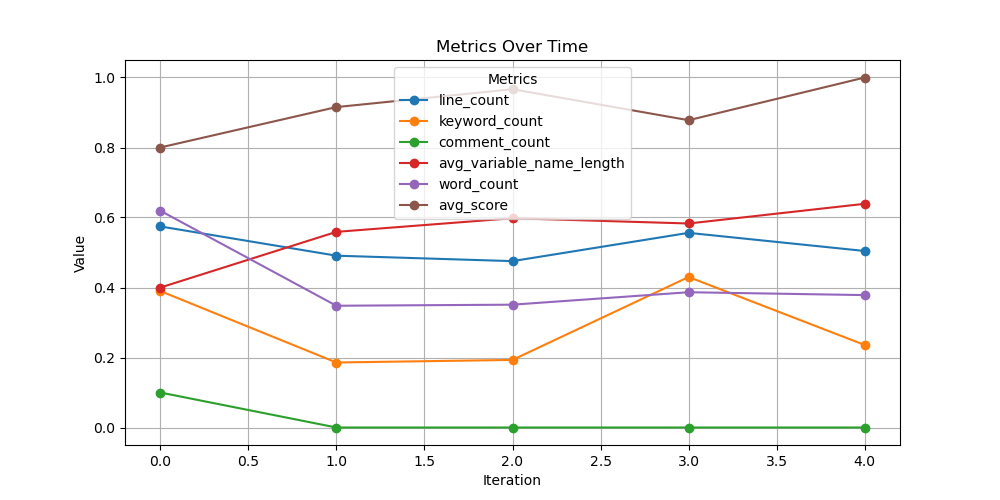 Metrics Over Time
Metrics
line_count
keyword_count
comment_count
avg_variable_name_length
word_count
avg_score
Value
1.0
0.8
0.6
0.4
0.2
0.0
0.0 0.5 1.0 1.5 2.0 2.5 3.0 3.5 4.0
Iteration